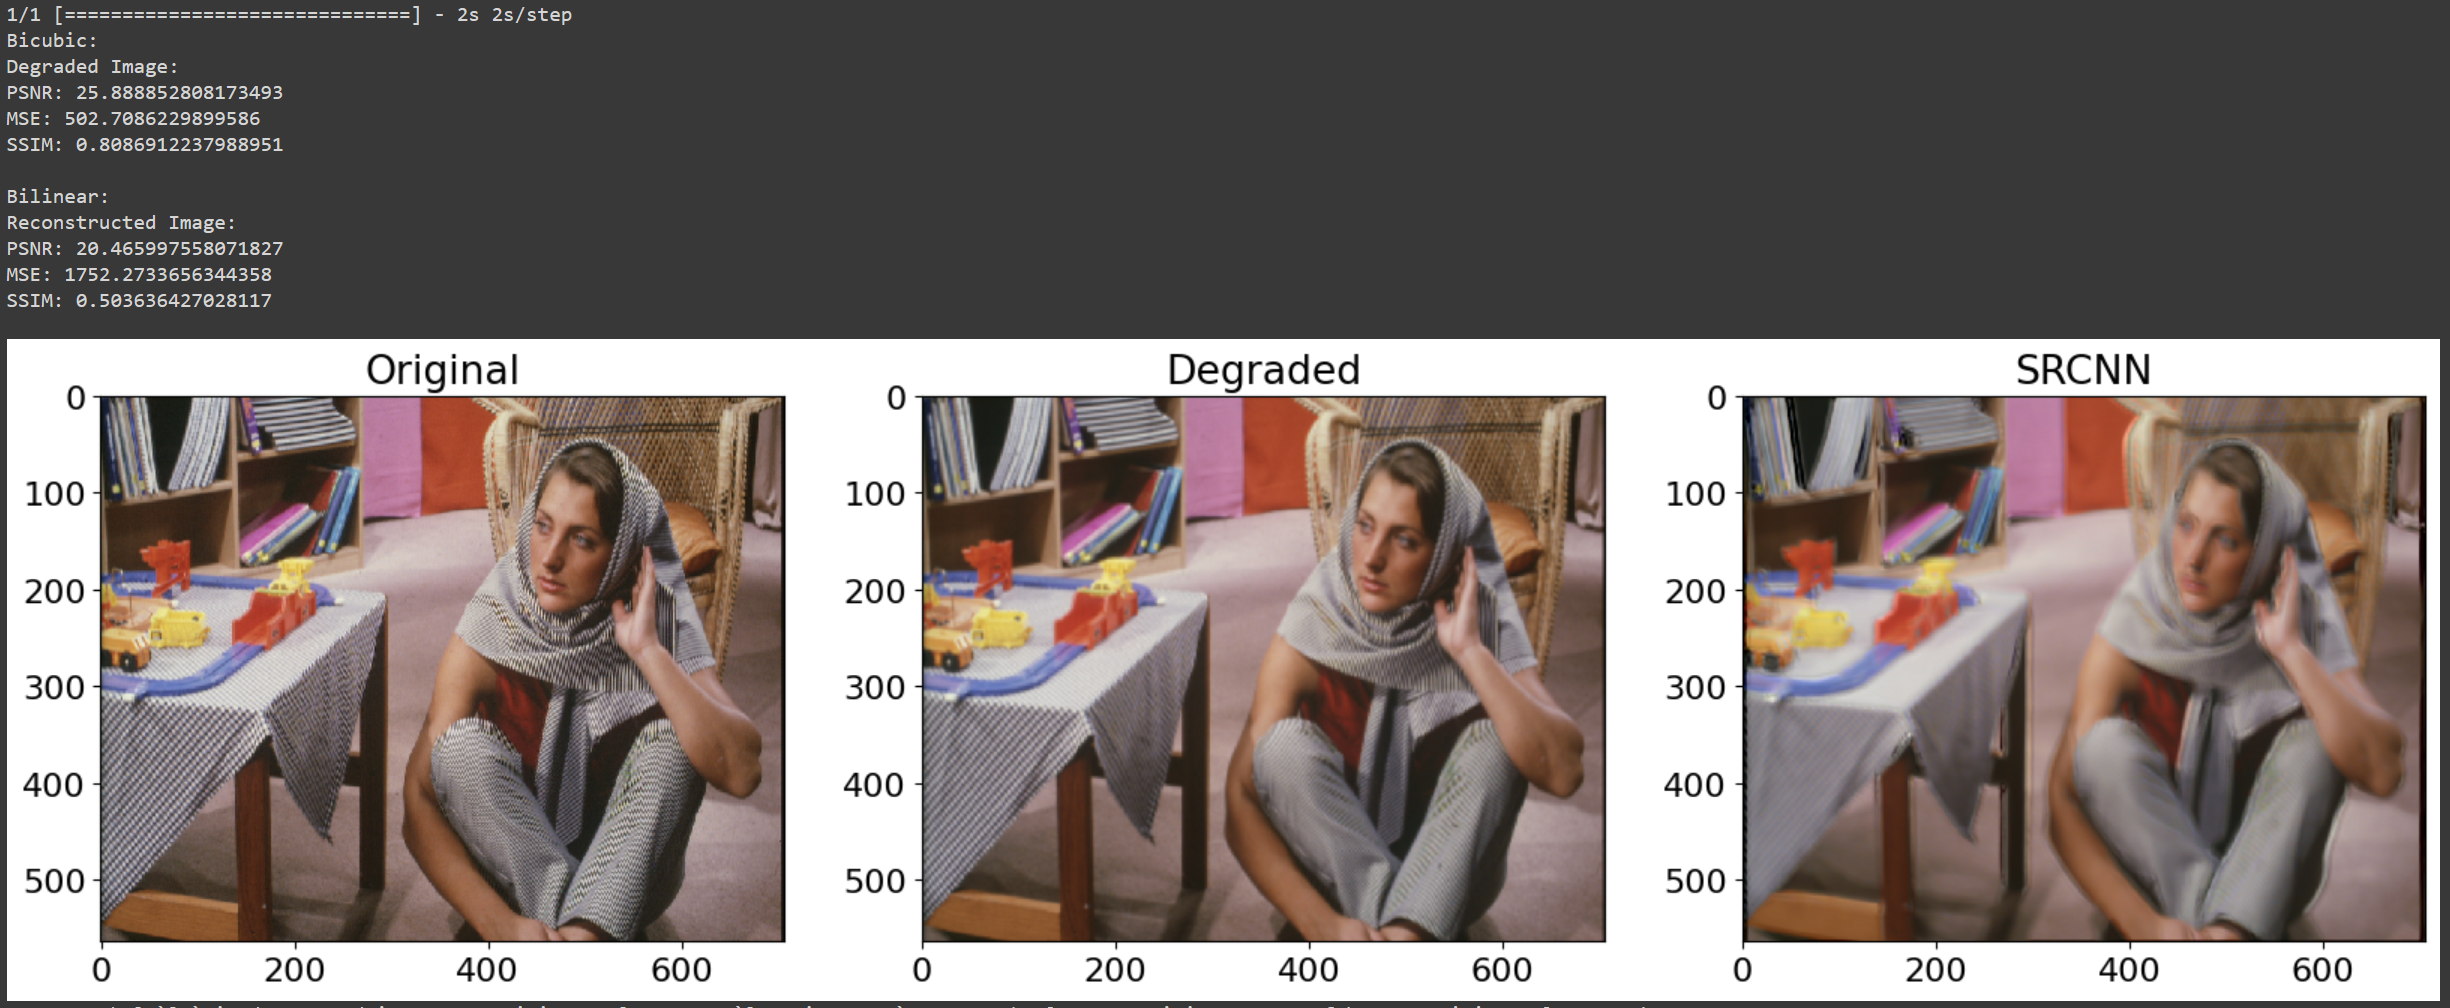 1/1 [==============================] - 2s 2s/step
Bicubic:
Degraded Image:
PSNR: 25.888852808173493
MSE: 502.7086229899586
SSIM: 0.8086912237988951
Bilinear:
Reconstructed Image:
PSNR: 20.465997558071827
MSE: 1752.2733656344358
SSIM: 0.503636427028117
Original
0
100
200
300
400
500
0 200 400 600
Degraded
0
100
200
300
400
500
0 200 400 600
SRCNN
0
100
200
300
400
500
0 200 400 600